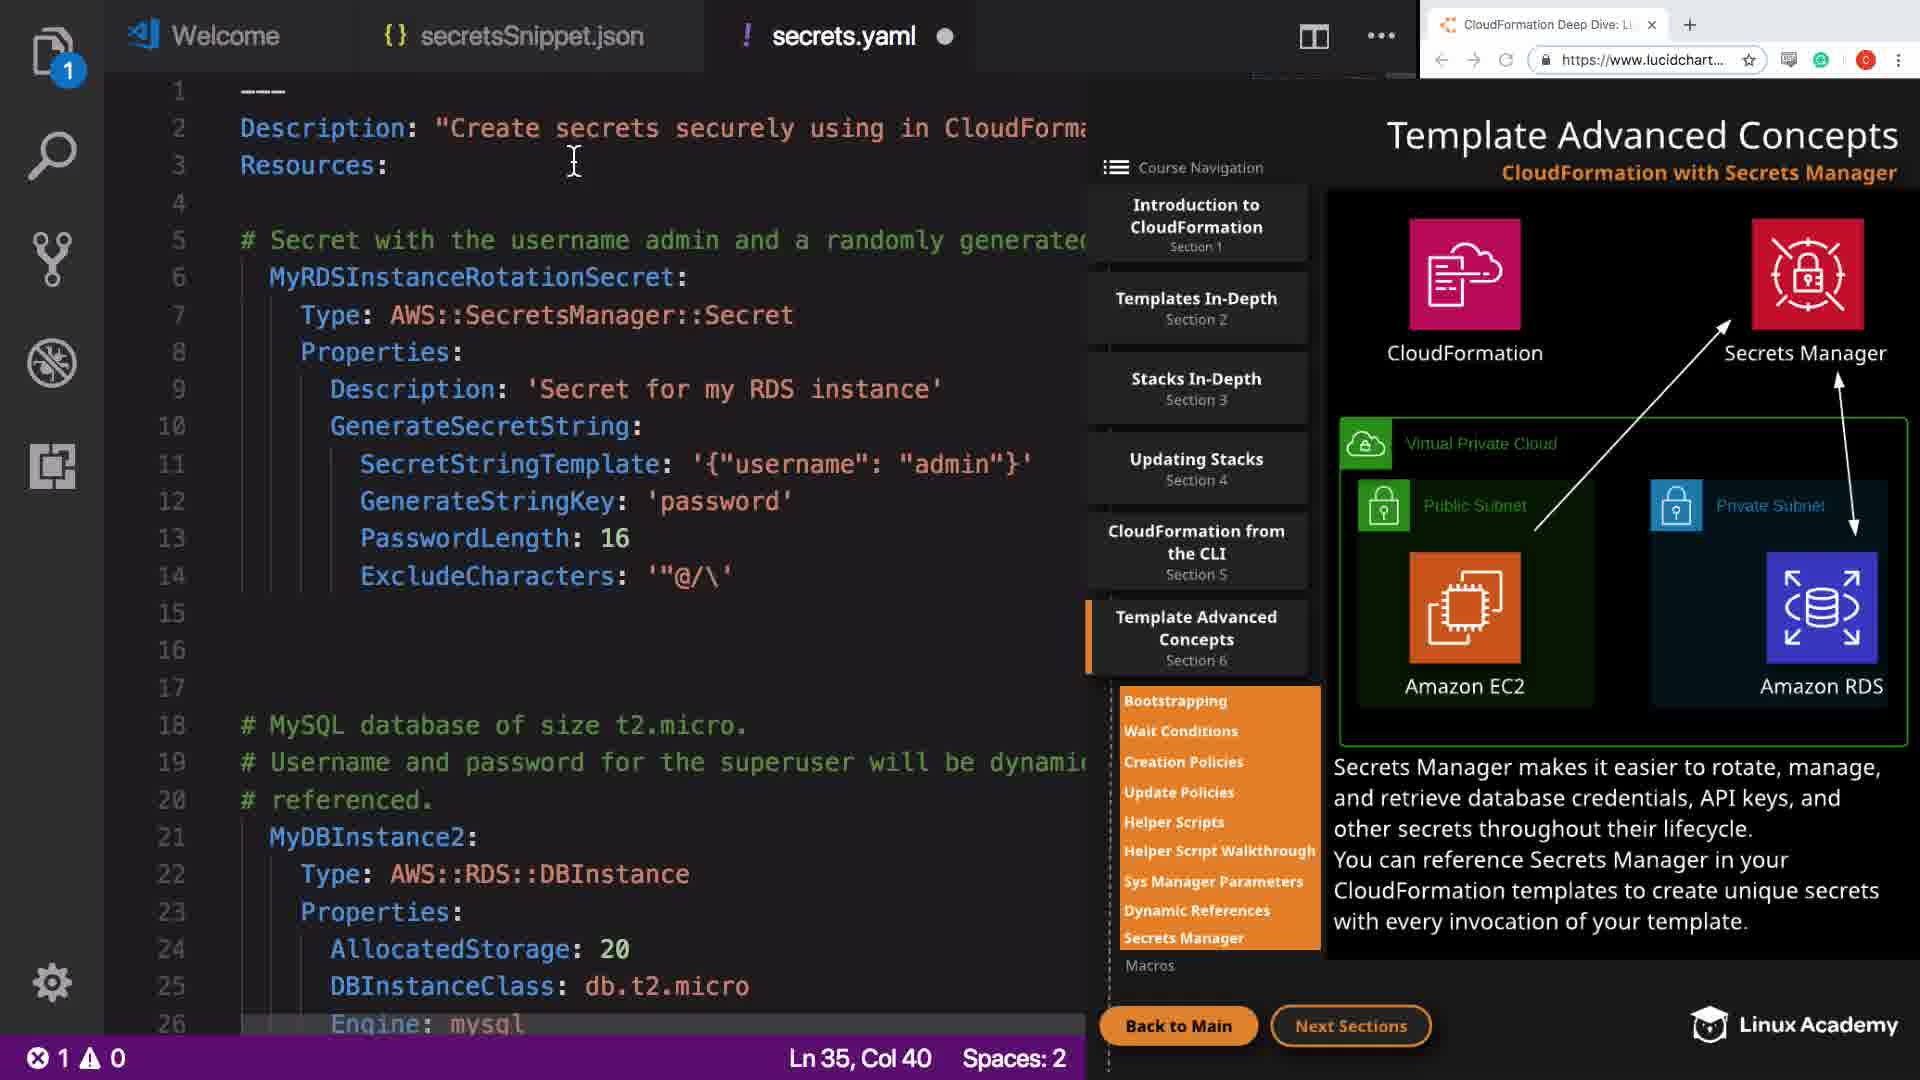 Welcome
{} secretsSnippet.json
! secrets.yaml
1
1 ---
2 Description: "Create secrets securely using in CloudForma
3 Resources:
4
5 # Secret with the username admin and a randomly generated
6 MyRDSInstanceRotationSecret:
7 Type: AWS::SecretsManager::Secret
8 Properties:
9 Description: 'Secret for my RDS instance'
10 GenerateSecretString:
11 SecretStringTemplate: '{"username": "admin"}'
12 GenerateStringKey: 'password'
13 PasswordLength: 16
14 ExcludeCharacters: '"@/\'
15
16
17
18 # MySQL database of size t2.micro.
19 # Username and password for the superuser will be dynamic
20 # referenced.
21 MyDBInstance2:
22 Type: AWS::RDS::DBInstance
23 Properties:
24 AllocatedStorage: 20
25 DBInstanceClass: db.t2.micro
26 Engine: mysql
1 0
Ln 35, Col 40
Spaces: 2
CloudFormation Deep Dive: Li
https://www.lucidchart...
C
Template Advanced Concepts
CloudFormation with Secrets Manager
Course Navigation
Introduction to
CloudFormation
Section 1
Templates In-Depth
Section 2
Stacks In-Depth
Section 3
Updating Stacks
Section 4
CloudFormation from
the CLI
Section 5
Template Advanced
Concepts
Section 6
Bootstrapping
Wait Conditions
Creation Policies
Update Policies
Helper Scripts
Helper Script Walkthrough
Sys Manager Parameters
Dynamic References
Secrets Manager
Macros
Back to Main
Next Sections
CloudFormation
Secrets Manager
Virtual Private Cloud
Public Subnet
Private Subnet
Amazon EC2
Amazon RDS
Secrets Manager makes it easier to rotate, manage,
and retrieve database credentials, API keys, and
other secrets throughout their lifecycle.
You can reference Secrets Manager in your
CloudFormation templates to create unique secrets
with every invocation of your template.
Linux Academy